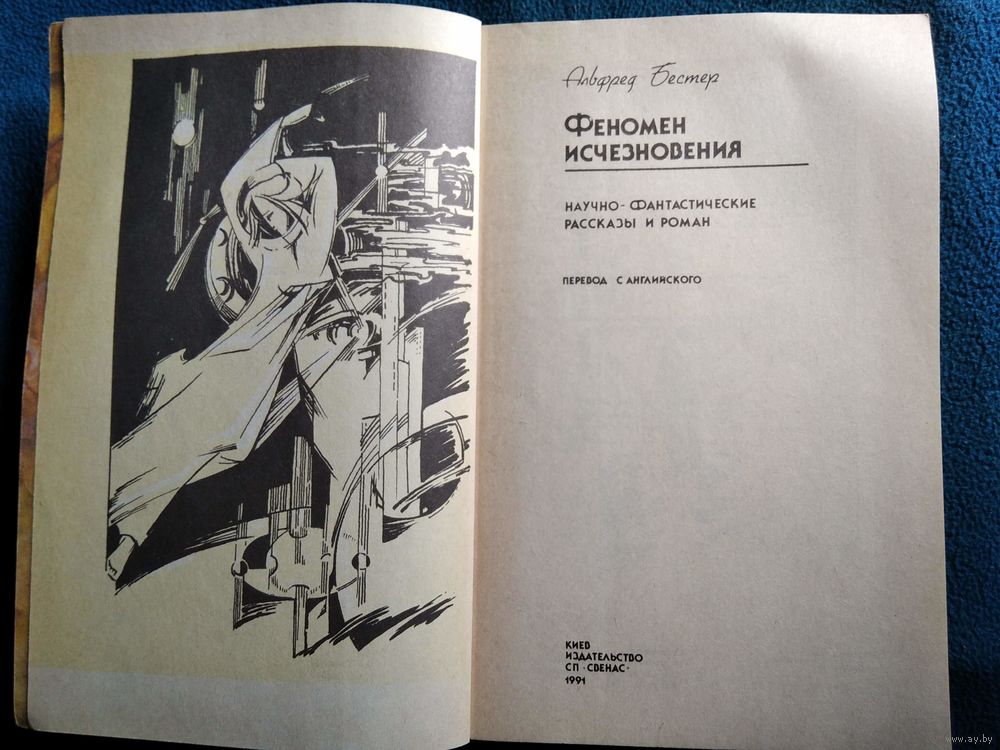 Альфред Бестер
ФЕНОМЕН
ИСЧЕЗНОВЕНИЯ
НАУЧНО-ФАНТАСТИЧЕСКИЕ
РАССКАЗЫ И РОМАН
ПЕРЕВОД С АНГЛИЙСКОГО
КИЕВ
ИЗДАТЕЛЬСТВО
СП «СВЕНАС»
1991
www.ay.by